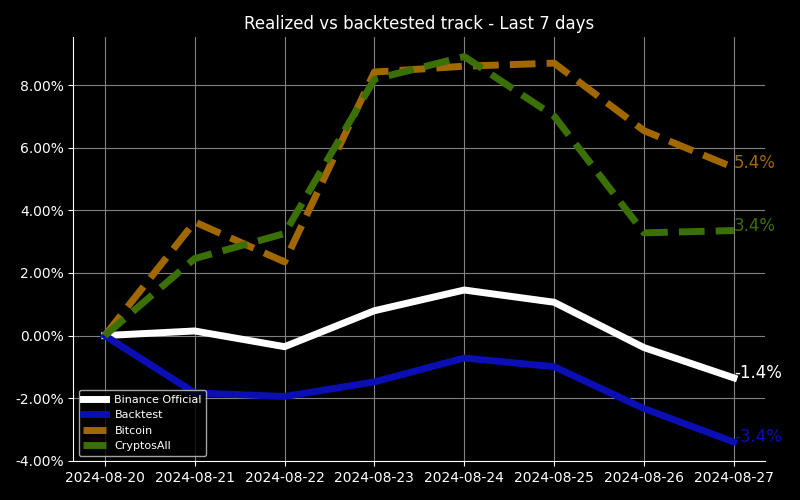 Realized vs backtested track - Last 7 days
8.00%
6.00%
4.00%
2.00%
0.00%
-2.00%
-4.00%
5.4%
3.4%
-1.4%
-3.4%
Binance Official
Backtest
Bitcoin
CryptosAll
2024-08-20 2024-08-21 2024-08-22 2024-08-23 2024-08-24 2024-08-25 2024-08-26 2024-08-27